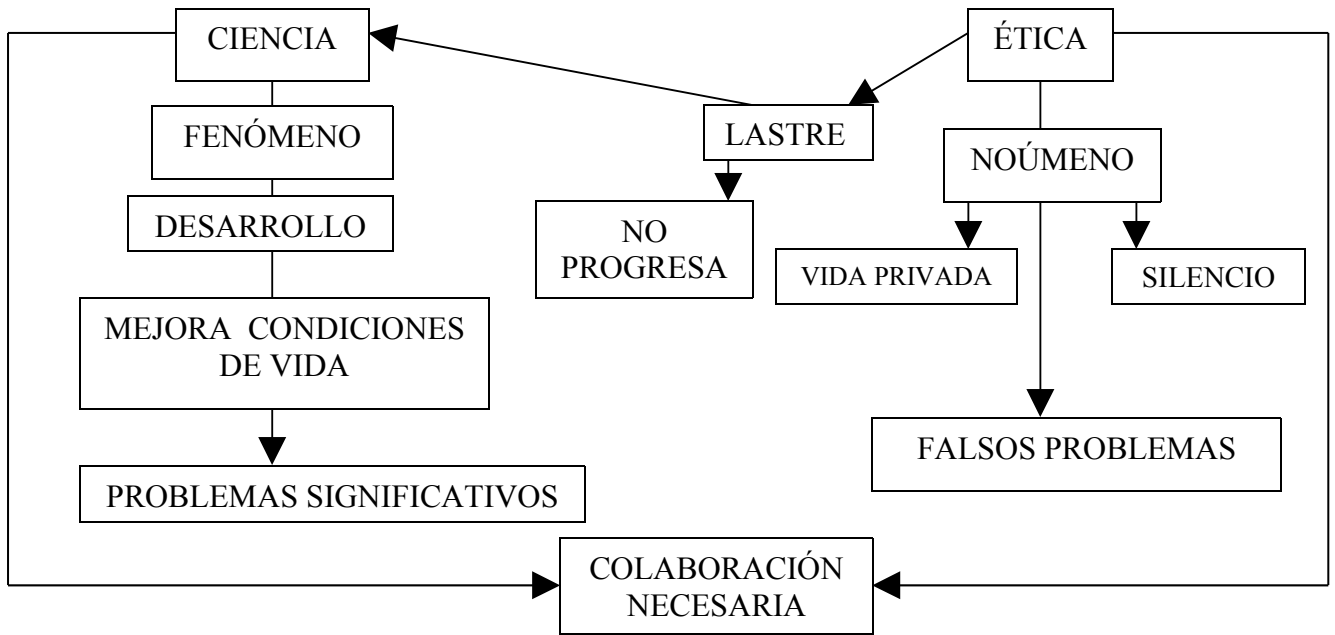 CIENCIA
ÉTICA
FENÓMENO
LASTRE
NOÚMENO
DESARROLLO
NO
PROGRESA
VIDA PRIVADA
SILENCIO
MEJORA CONDICIONES
DE VIDA
FALSOS PROBLEMAS
PROBLEMAS SIGNIFICATIVOS
COLABORACIÓN
NECESARIA